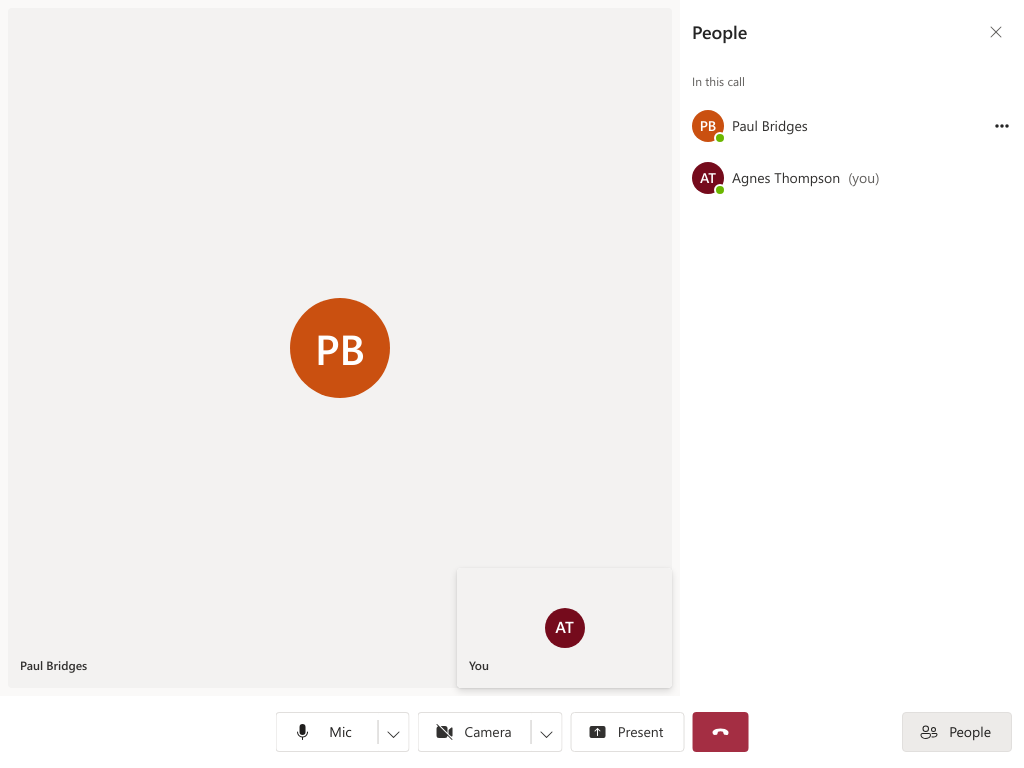 People
In this call
PB Paul Bridges
AT Agnes Thompson (you)
PB
AT
Paul Bridges
You
Mic
Camera
Present
People